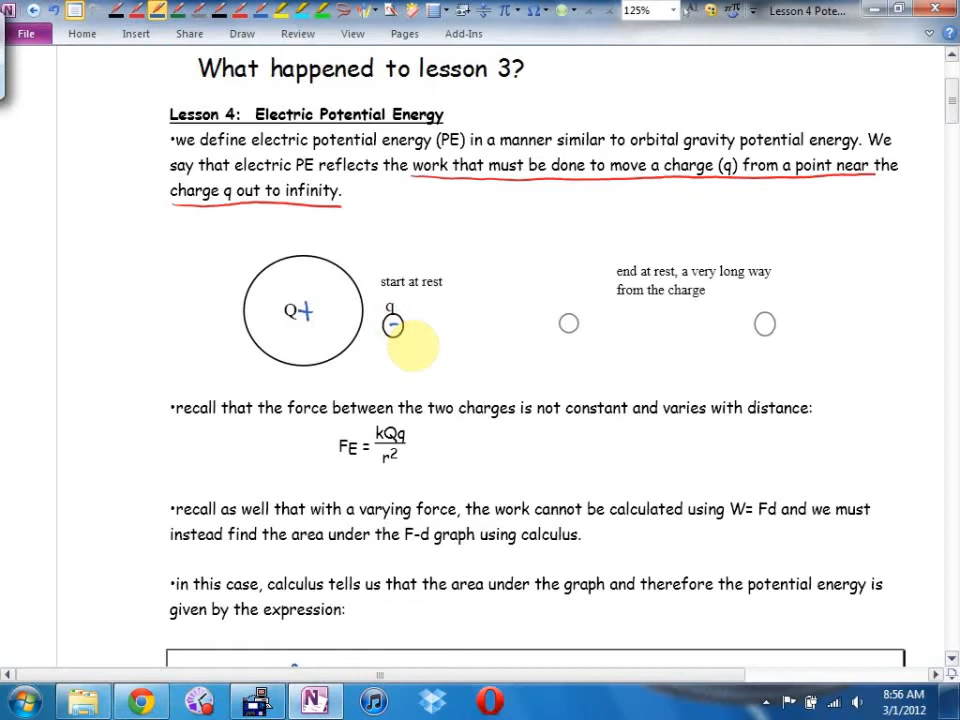 125%
Lesson 4 Pote...
File Home Insert Share Draw Review View Pages Add-Ins
What happened to lesson 3?
Lesson 4: Electric Potential Energy
•we define electric potential energy (PE) in a manner similar to orbital gravity potential energy. We
say that electric PE reflects the work that must be done to move a charge (q) from a point near the
charge q out to infinity.
end at rest, a very long way
start at rest
from the charge
q
Q+
-
•recall that the force between the two charges is not constant and varies with distance:
FE = kQq
r2
•recall as well that with a varying force, the work cannot be calculated using W= Fd and we must
instead find the area under the F-d graph using calculus.
•in this case, calculus tells us that the area under the graph and therefore the potential energy is
given by the expression:
8:56 AM
3/1/2012